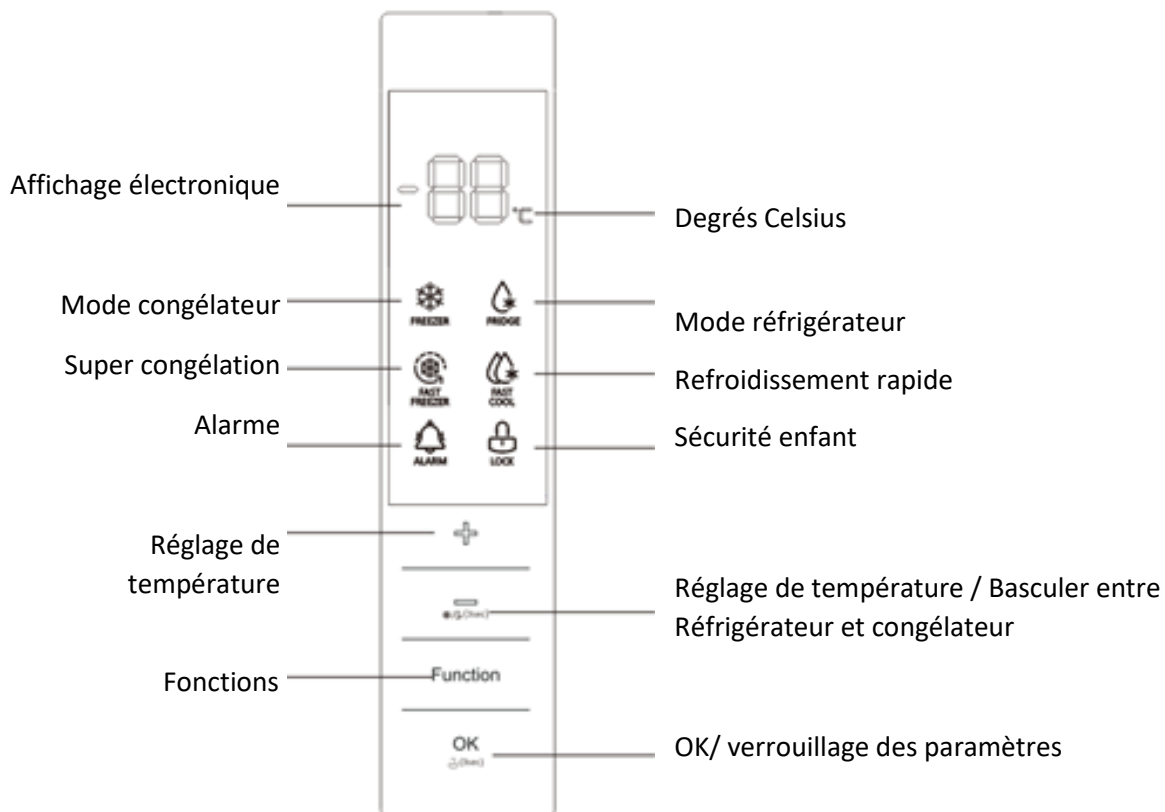 Affichage électronique
88
°C
Degrés Celsius
Mode congélateur
FREEZER
FRIDGE
Mode réfrigérateur
Super congélation
FAST
FREEZER
FAST
COOL
Refroidissement rapide
Alarme
ALARM
LOCK
Sécurité enfant
+
Réglage de
température
-
Réglage de température / Basculer entre
Réfrigérateur et congélateur
Fonctions
Function
OK
OK/ verrouillage des paramètres